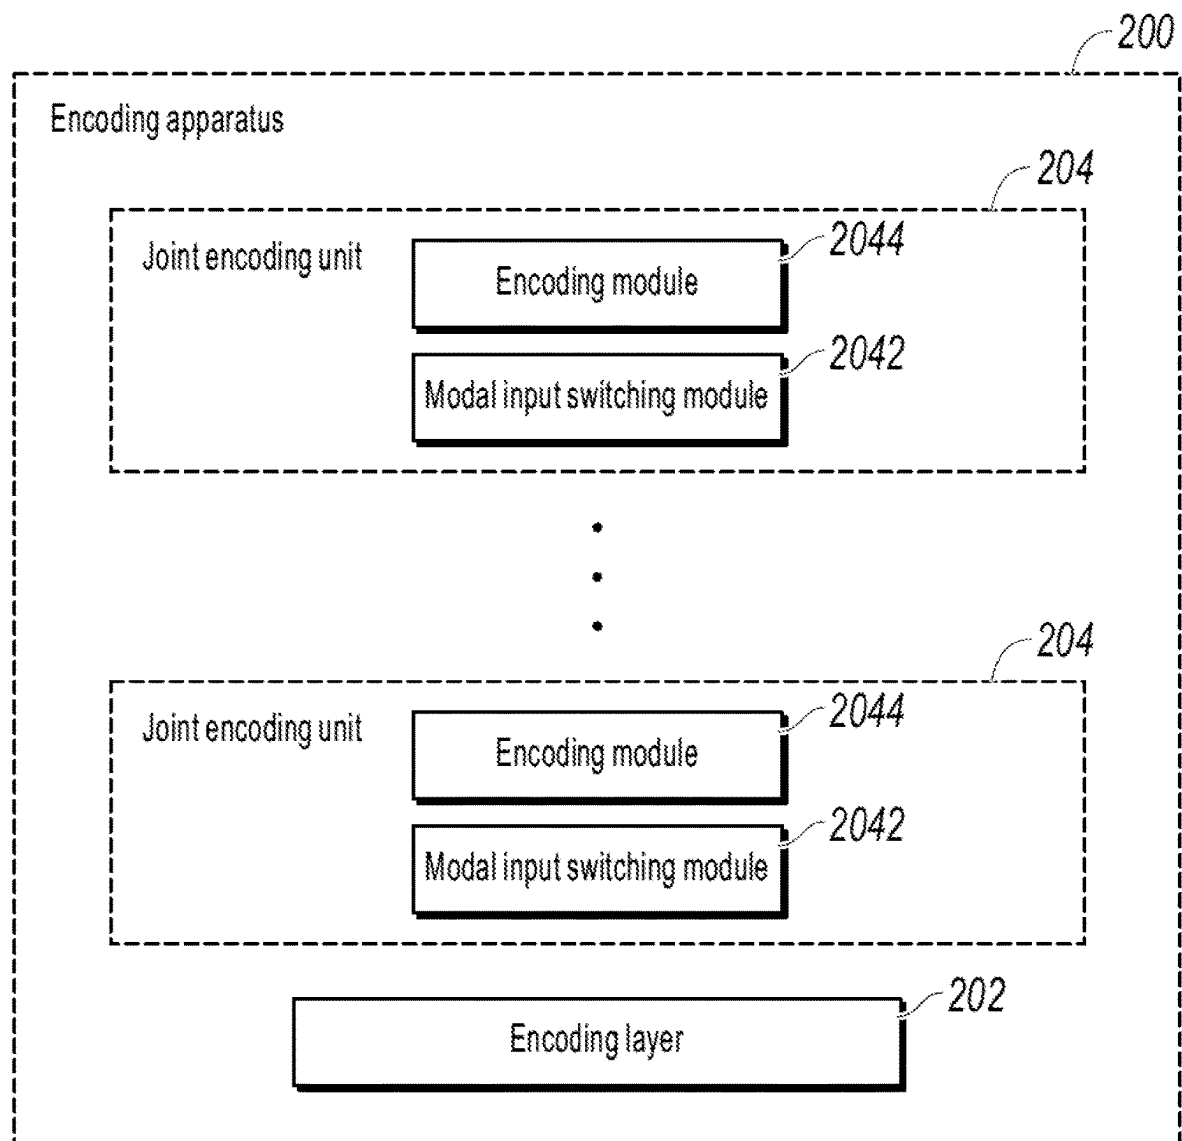 200
Encoding apparatus
204
Joint encoding unit
2044
Encoding module
2042
Modal input switching module
204
Joint encoding unit
2044
Encoding module
2042
Modal input switching module
202
Encoding layer